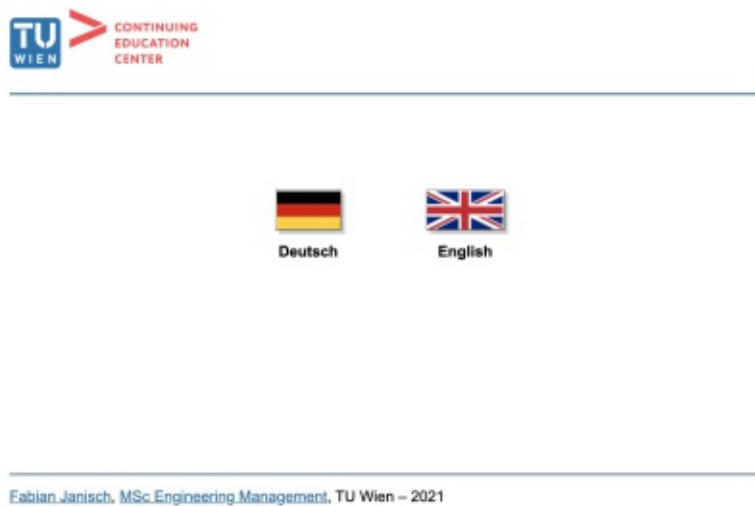 TU
WIEN
CONTINUING
EDUCATION
CENTER
Deutsch
English
Fabian Janisch, MSc Engineering Management, TU Wien – 2021